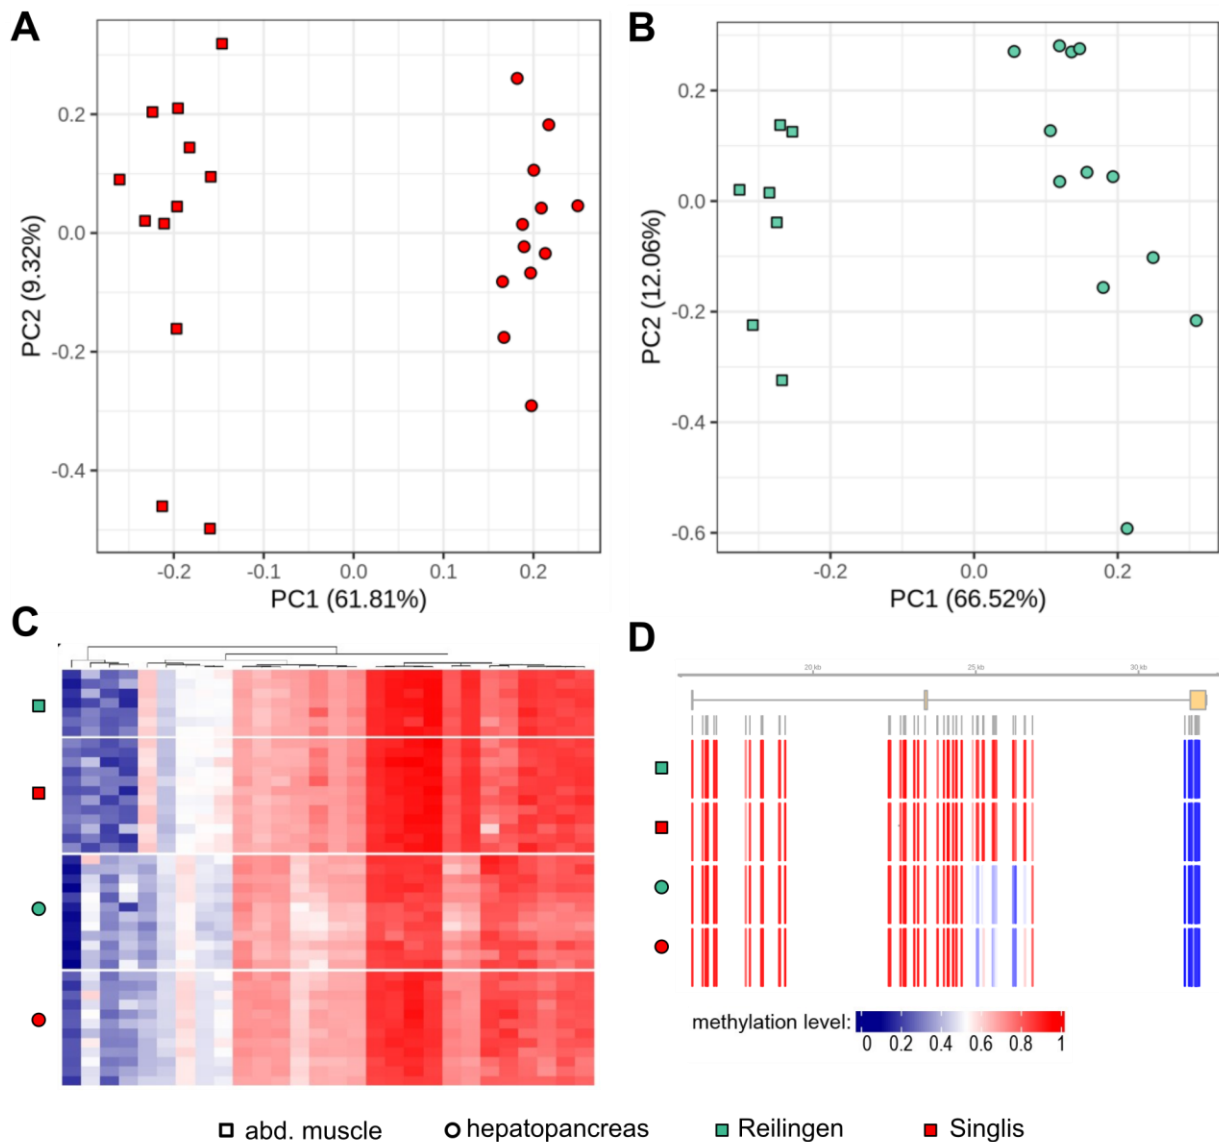 A
B
0.2
0.0
-0.2
-0.4
PC2 (9.32%)
-0.2
-0.1
0.0
0.1
0.2
PC1 (61.81%)
0.2
0.0
-0.2
-0.4
-0.6
PC2 (12.06%)
-0.2
0.0
0.2
PC1 (66.52%)
C
D
20 kb
25 kb
30 kb
methylation level:
0 0.2 0.4 0.6 0.8 1
abd. muscle hepatopancreas Reilingen Singlis